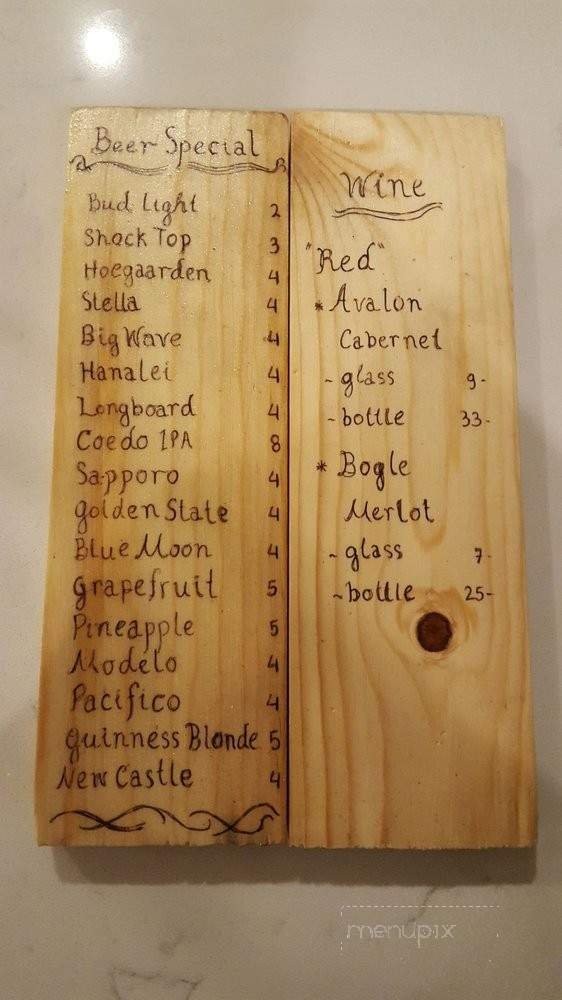 Beer Special
Bud Light 2
Shock Top 3
Hoegaarden 4
Stella 4
Big Wave 4
Hanalei 4
Longboard 4
Coedo IPA 8
Sapporo 4
Golden State 4
Blue Moon 4
Grapefruit 5
Pineapple 5
Modelo 4
Pacifico 4
Guinness Blonde 5
New Castle 4
Wine
"Red"
* Avalon
Cabernet
- glass 9-
- bottle 33-
* Bogle
Merlot
- glass 7-
~ bottle 25-
menupix